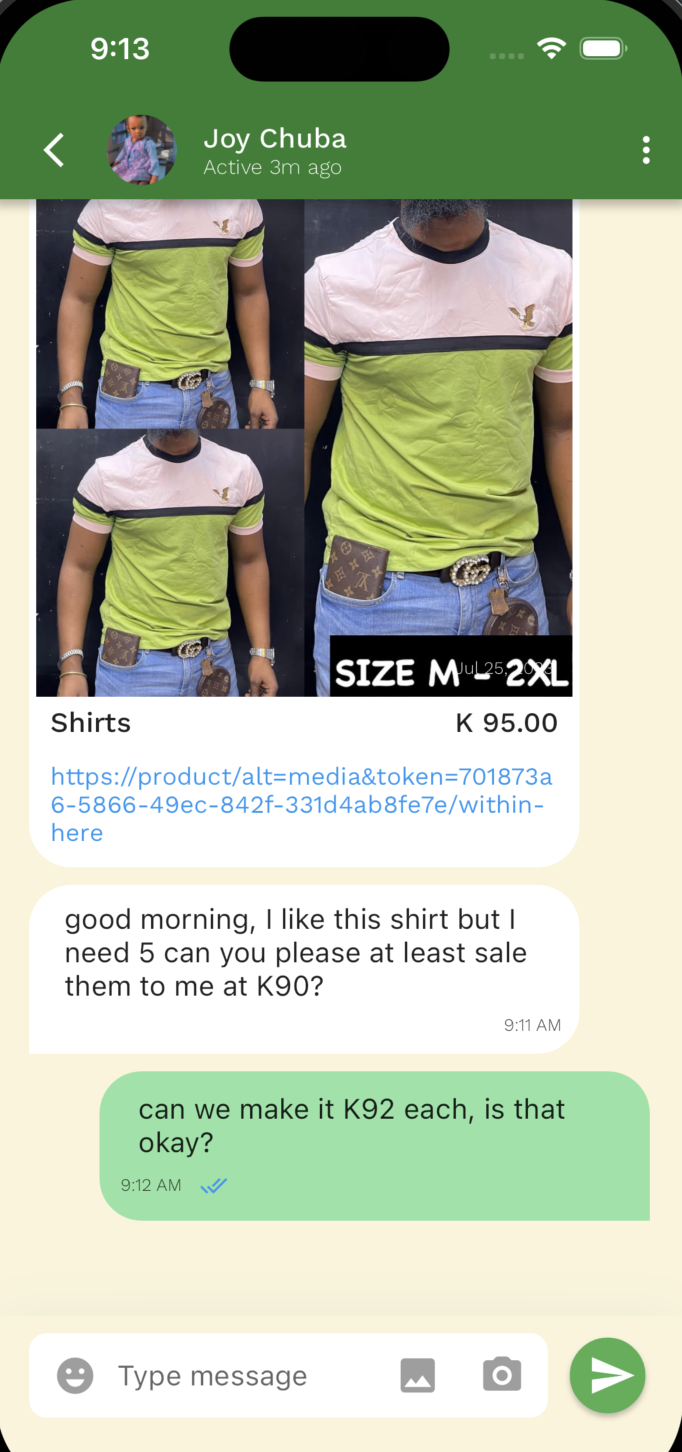 9:13
Joy Chuba
Active 3m ago
SIZE M - 2XL
Jul 25,
Shirts
K 95.00
https://product/alt=media&token=701873a
6-5866-49ec-842f-331d4ab8fe7e/within-
here
good morning, I like this shirt but I
need 5 can you please at least sale
them to me at K90?
9:11 AM
can we make it K92 each, is that
okay?
9:12 AM
Type message